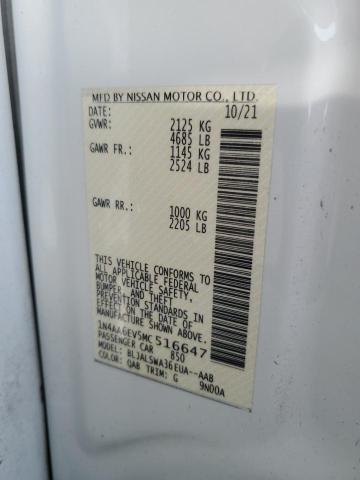 MFD BY NISSAN MOTOR CO., LTD.
DATE: 10/21
GVWR: 2125 KG
4685 LB
GAWR FR.: 1145 KG
2524 LB
GAWR RR.: 1000 KG
2205 LB
THIS VEHICLE CONFORMS TO
ALL APPLICABLE FEDERAL
MOTOR VEHICLE SAFETY,
BUMPER, AND THEFT
PREVENTION STANDARDS IN
EFFECT ON THE DATE OF
MANUFACTURE SHOWN ABOVE.
1N4AA6EV5MC516647
PASSENGER CAR 850
MODEL: BLJALSWA36EUA--AAB
COLOR: QAB TRIM: G 9N00A